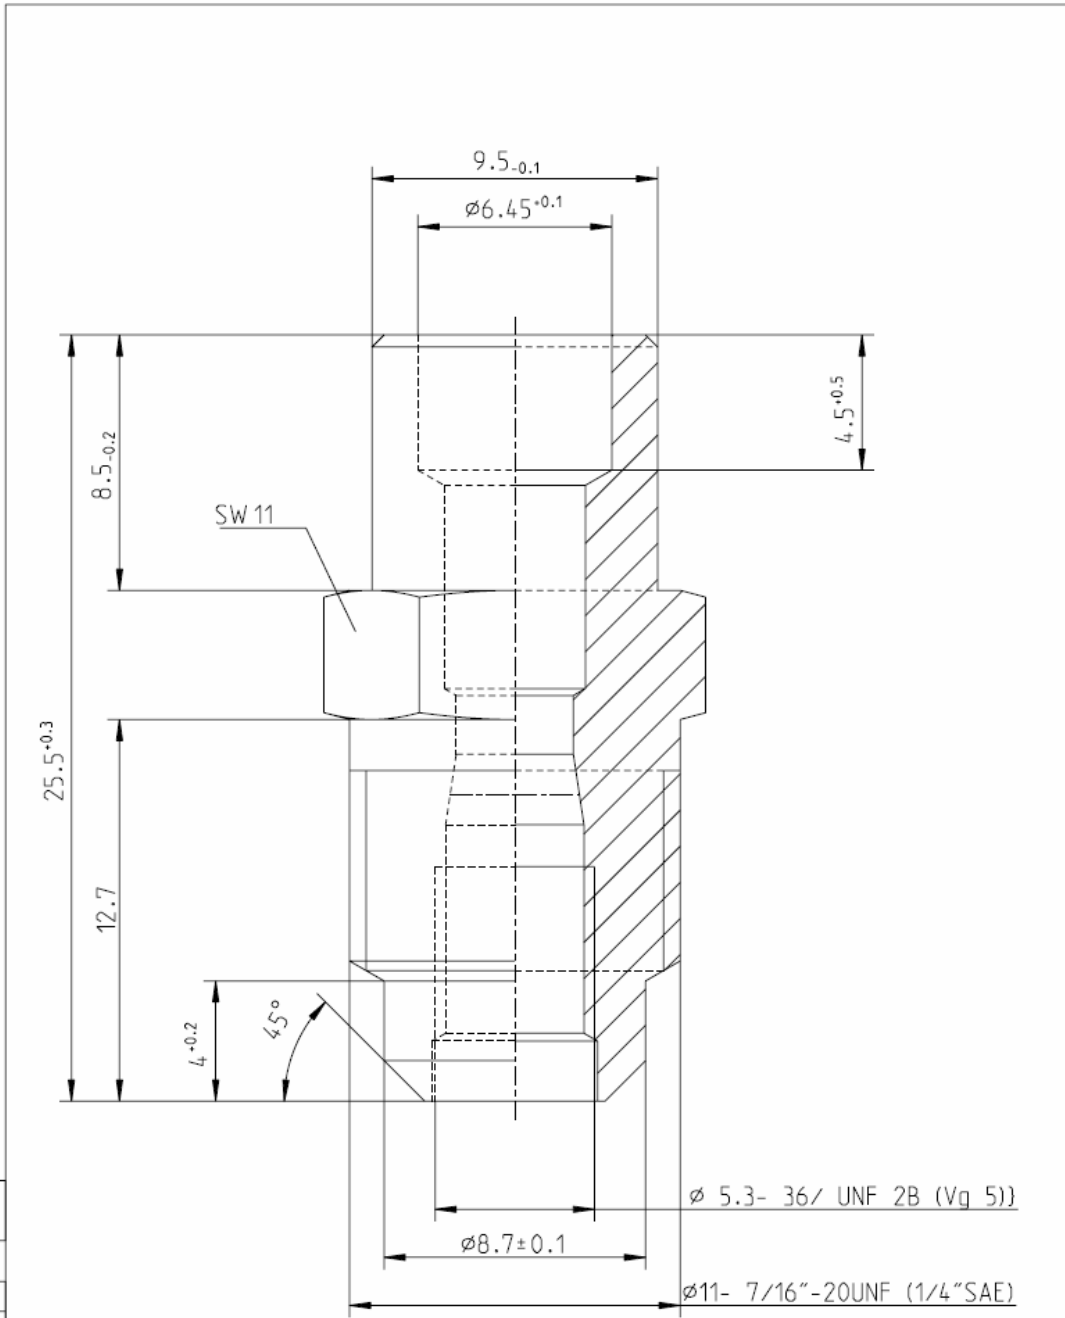 9.5-0.1
ø6.45+0.1
4.5+0.5
8.5-0.2
SW 11
25.5+0.3
12.7
4+0.2
45°
ø 5.3- 36/ UNF 2B (Vg 5)}
ø8.7±0.1
ø11- 7/16"-20UNF (1/4"SAE)